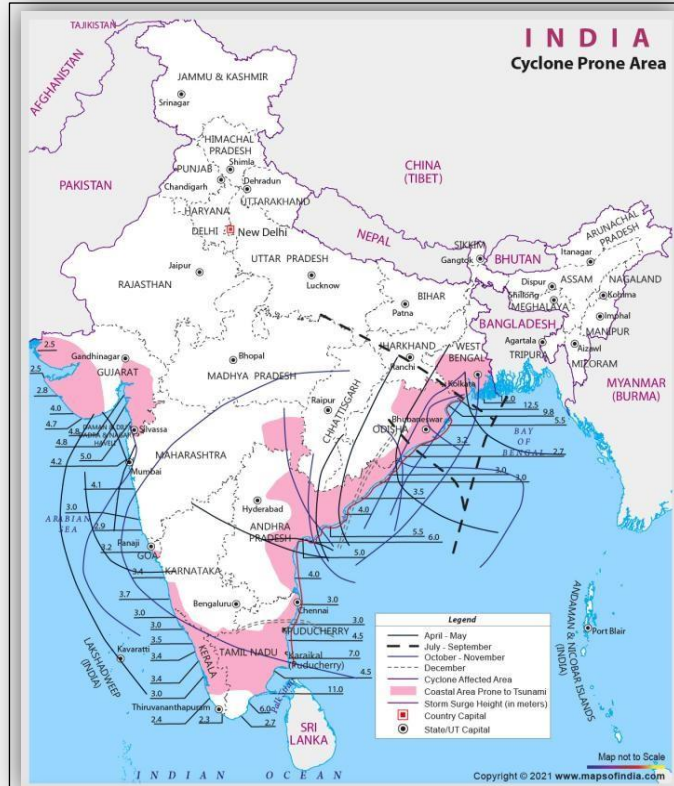 INDIA
Cyclone Prone Area
TAJIKISTAN
AFGHANISTAN
JAMMU & KASHMIR
Srinagar
HIMACHAL
PRADESH
Shimla
PUNJAB
Chandigarh
Dehradun
UTTARAKHAND
CHINA
(TIBET)
PAKISTAN
HARYANA
DELHI
New Delhi
NEPAL
SIKKIM
Gangtok
BHUTAN
ARUNACHAL
PRADESH
Itanagar
Jaipur
RAJASTHAN
UTTAR PRADESH
Lucknow
BIHAR
Patna
Dispur
ASSAM
NAGALAND
Shillong
MEGHALAYA
Kohima
Imphal
MANIPUR
BANGLADESH
Agartala
TRIPURA
Aizawl
MIZORAM
MYANMAR
(BURMA)
JHARKHAND
Ranchi
WEST
BENGAL
Kolkata
2.5
Gandhinagar
GUJARAT
Bhopal
MADHYA PRADESH
Raipur
CHHATTISGARH
2.5
2.8
4.0
4.7
4.8
4.8
5.0
4.2
DAMAN & DIU
DADRA & NAGAR
HAVELI
Silvassa
Mumbai
MAHARASHTRA
Bhubaneswar
ODISHA
12.0
12.5
9.8
5.5
3.2
BAY
OF
BENGAL
2.7
3.0
3.0
3.5
4.0
5.5
6.0
5.0
4.1
3.0
ARABIAN
SEA
2.9
Panaji
3.2
GOA
3.4
Hyderabad
ANDHRA
PRADESH
KARNATAKA
4.0
3.7
3.0
Bengaluru
Chennai
3.0
3.0
3.5
3.4
3.4
3.0
2.4
2.3
LAKSHADWEEP
(INDIA)
Kavaratti
KERALA
TAMIL NADU
PUDUCHERRY
3.0
4.5
Karaikal
(Puducherry)
7.0
4.5
11.0
Palk Strait
6.0
Thiruvananthapuram
2.7
SRI
LANKA
ANDAMAN & NICOBAR ISLANDS
(INDIA)
Port Blair
Legend
April - May
July - September
October - November
December
Cyclone Affected Area
Coastal Area Prone to Tsunami
Storm Surge Height (in meters)
Country Capital
State/UT Capital
INDIAN OCEAN
Map not to Scale
Copyright © 2021 www.mapsofindia.com